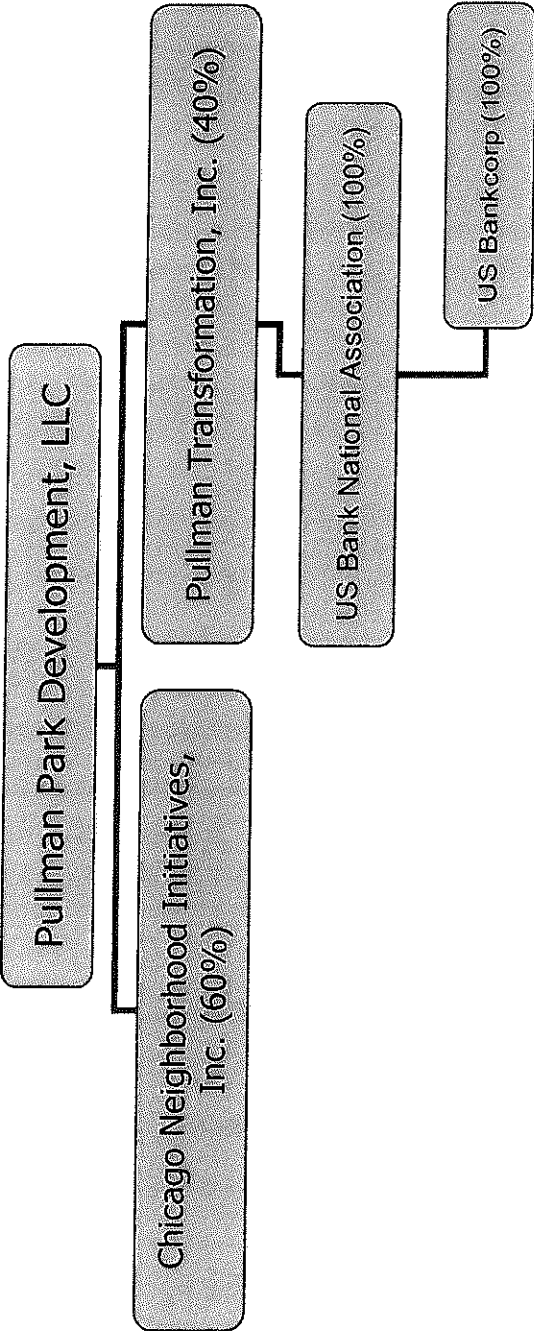 Pullman Park Development, LLC
Chicago Neighborhood Initiatives,
Inc. (60%)
Pullman Transformation, Inc. (40%)
US Bank National Association (100%)
US Bankcorp (100%)